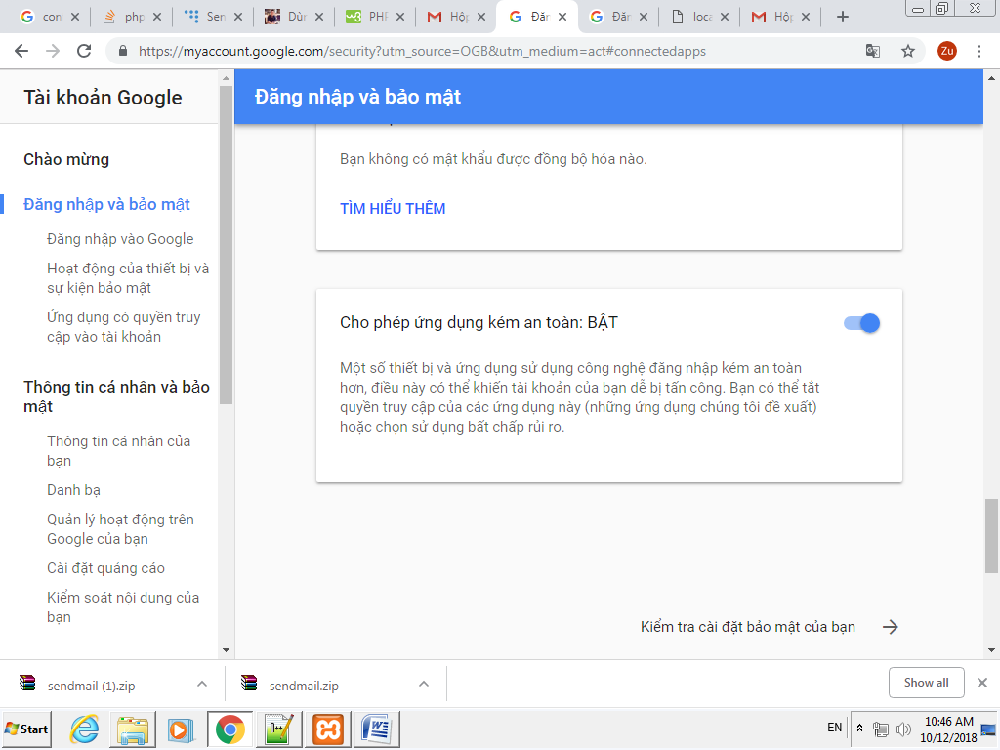 con
php
Sen
Dùr
PHP
Hộp
Đăn
Đăn
loca
Hộp
https://myaccount.google.com/security?utm_source=OGB&utm_medium=act#connectedapps
Zu
Tài khoản Google
Đăng nhập và bảo mật
Chào mừng
Đăng nhập và bảo mật
Đăng nhập vào Google
Hoạt động của thiết bị và
sự kiện bảo mật
Ứng dụng có quyền truy
cập vào tài khoản
Thông tin cá nhân và bảo
mật
Thông tin cá nhân của
bạn
Danh bạ
Quản lý hoạt động trên
Google của bạn
Cài đặt quảng cáo
Kiểm soát nội dung của
bạn
Bạn không có mật khẩu được đồng bộ hóa nào.
TÌM HIỂU THÊM
Cho phép ứng dụng kém an toàn: BẬT
Một số thiết bị và ứng dụng sử dụng công nghệ đăng nhập kém an toàn
hơn, điều này có thể khiến tài khoản của bạn dễ bị tấn công. Bạn có thể tắt
quyền truy cập của các ứng dụng này (những ứng dụng chúng tôi đề xuất)
hoặc chọn sử dụng bất chấp rủi ro.
Kiểm tra cài đặt bảo mật của bạn
sendmail (1).zip
sendmail.zip
Show all
Start
EN
10:46 AM
10/12/2018